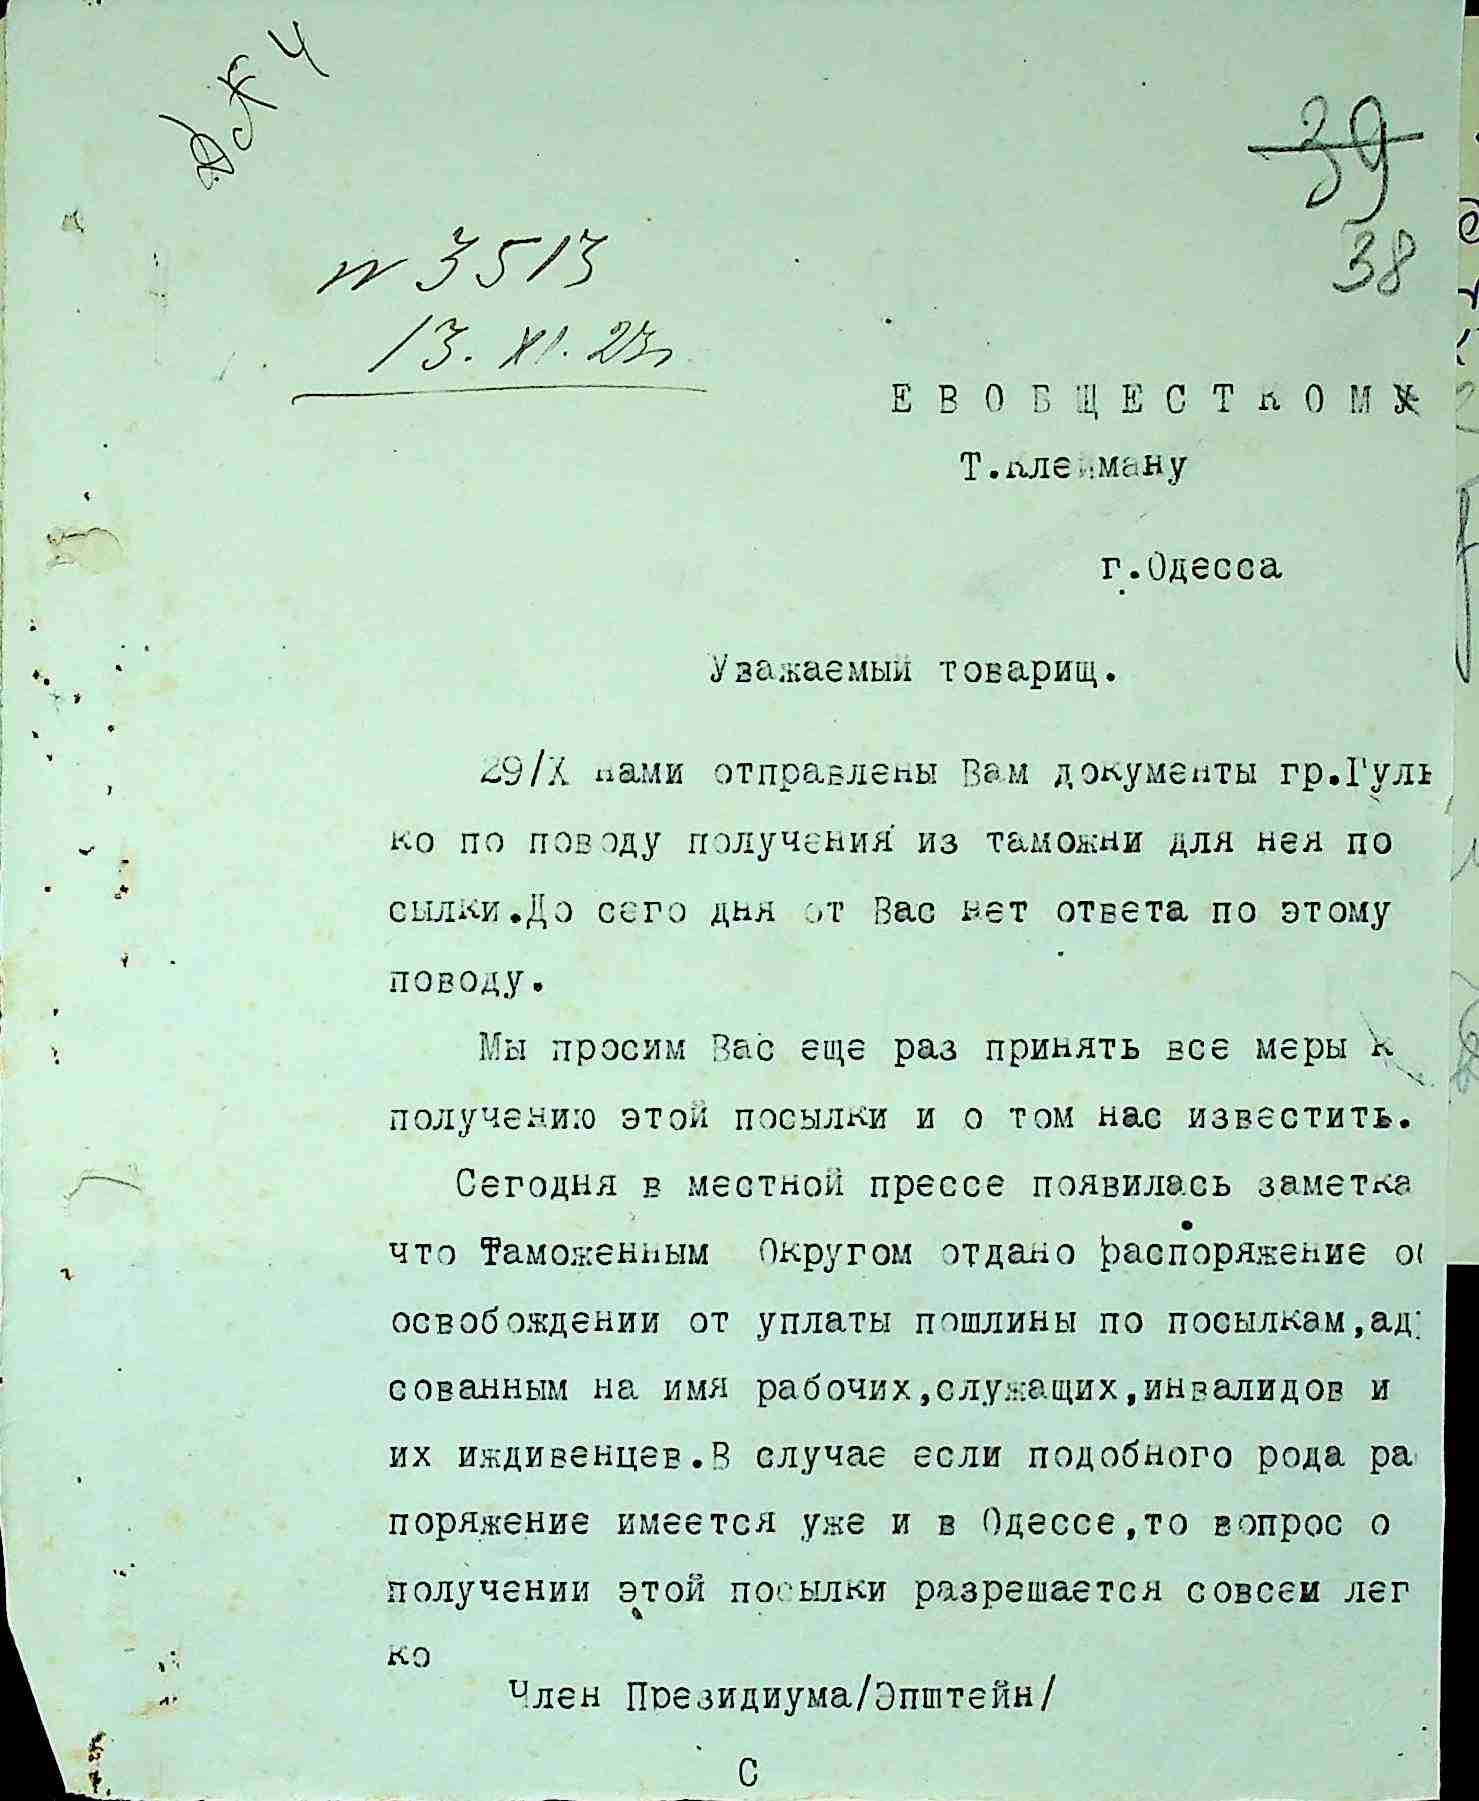 39
38
N 3513
13. XI. 23г.
ЕВОБЩЕСТКОМУ
Т.Клейману
г.Одесса
Уважаемый товарищ.
29/X нами отправлены Вам документы гр.Гуль
ко по поводу получения из таможни для нея по
сылки.До сего дня от Вас нет ответа по этому
поводу.
Мы просим Вас еще раз принять все меры к
получению этой посылки и о том нас известить.
Сегодня в местной прессе появилась заметка
что Таможенным Округом отдано распоряжение об
освобождении от уплаты пошлины по посылкам,ад
сованным на имя рабочих,служащих,инвалидов и
их иждивенцев.В случае если подобного рода ра
поряжение имеется уже и в Одессе,то вопрос о
получении этой посылки разрешается совсем лег
ко
Член Президиума/Эпштейн/
С